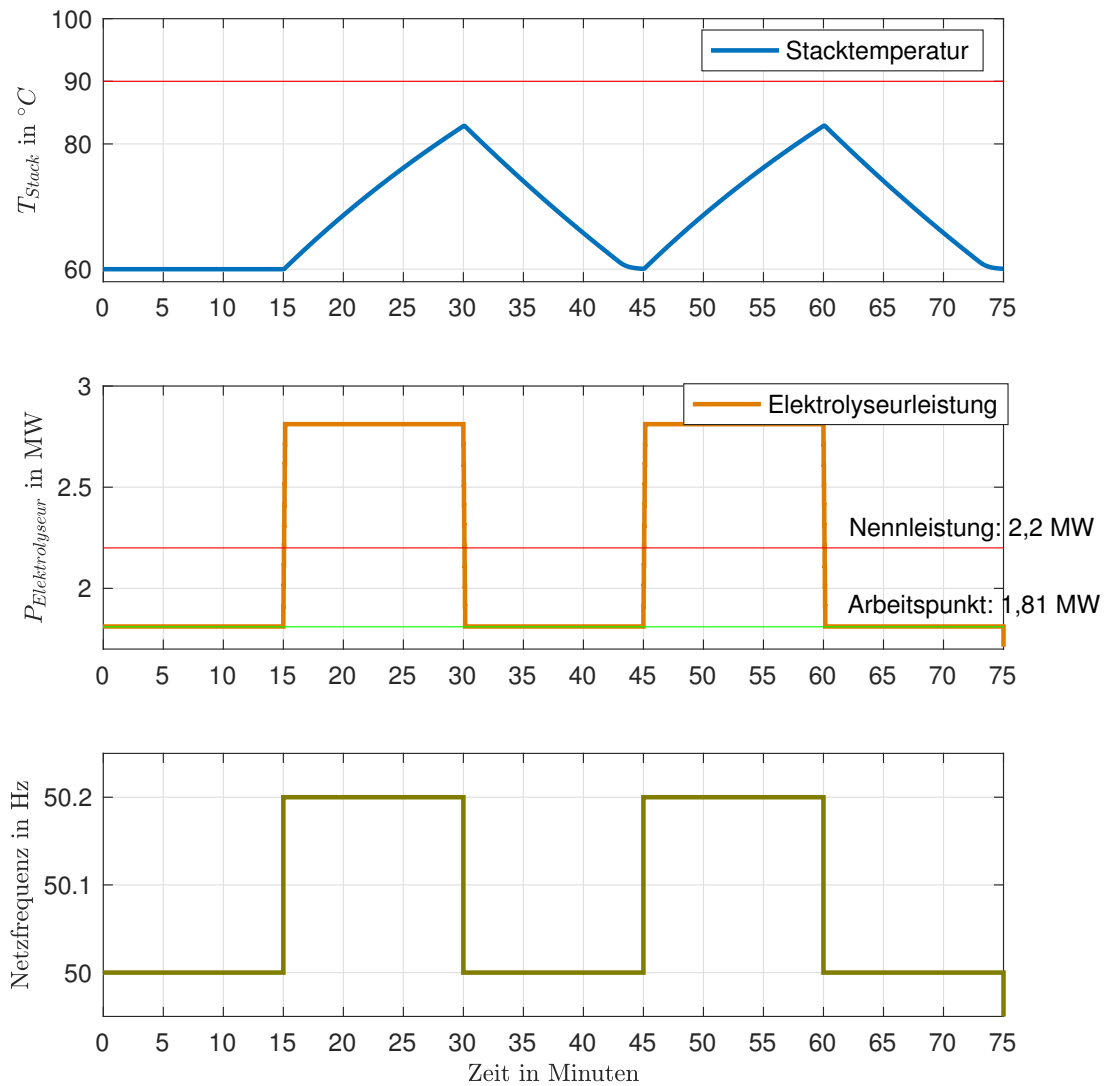 100
90
80
60
T_Stack in °C
Stacktemperatur
0 5 10 15 20 25 30 35 40 45 50 55 60 65 70 75
3
2.5
2
P_Elektrolyseur in MW
Elektrolyseurleistung
Nennleistung: 2,2 MW
Arbeitspunkt: 1,81 MW
0 5 10 15 20 25 30 35 40 45 50 55 60 65 70 75
50.2
50.1
50
Netzfrequenz in Hz
0 5 10 15 20 25 30 35 40 45 50 55 60 65 70 75
Zeit in Minuten